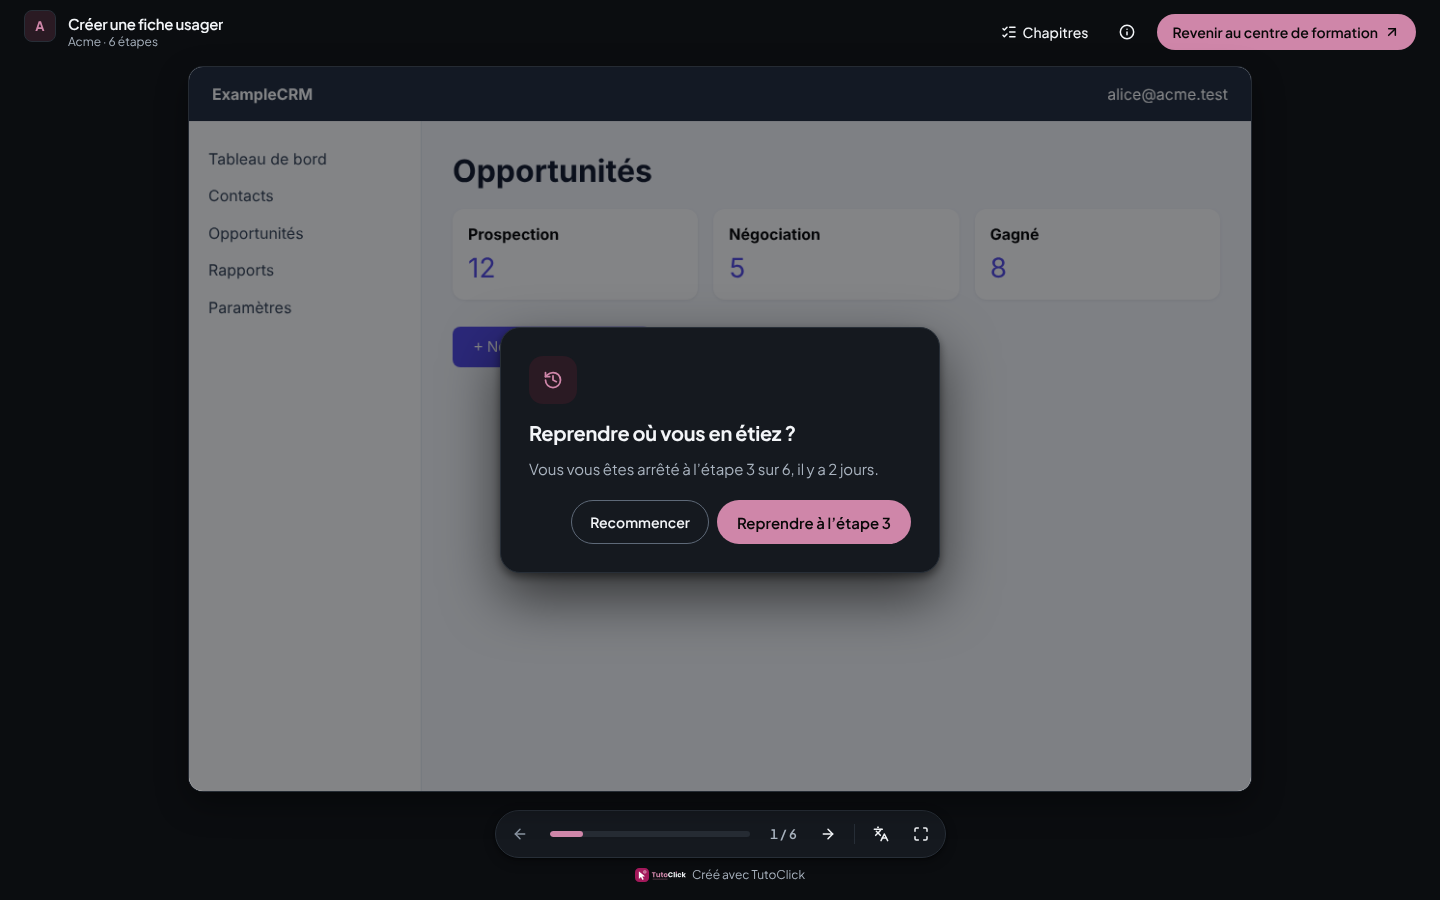 A
Créer une fiche usager
Acme · 6 étapes
Chapitres
Revenir au centre de formation
ExampleCRM
alice@acme.test
Tableau de bord
Contacts
Opportunités
Rapports
Paramètres
Opportunités
Prospection
12
Négociation
5
Gagné
8
+
Reprendre où vous en étiez ?
Vous vous êtes arrêté à l’étape 3 sur 6, il y a 2 jours.
Recommencer
Reprendre à l’étape 3
1/6
TutoClick
Créé avec TutoClick